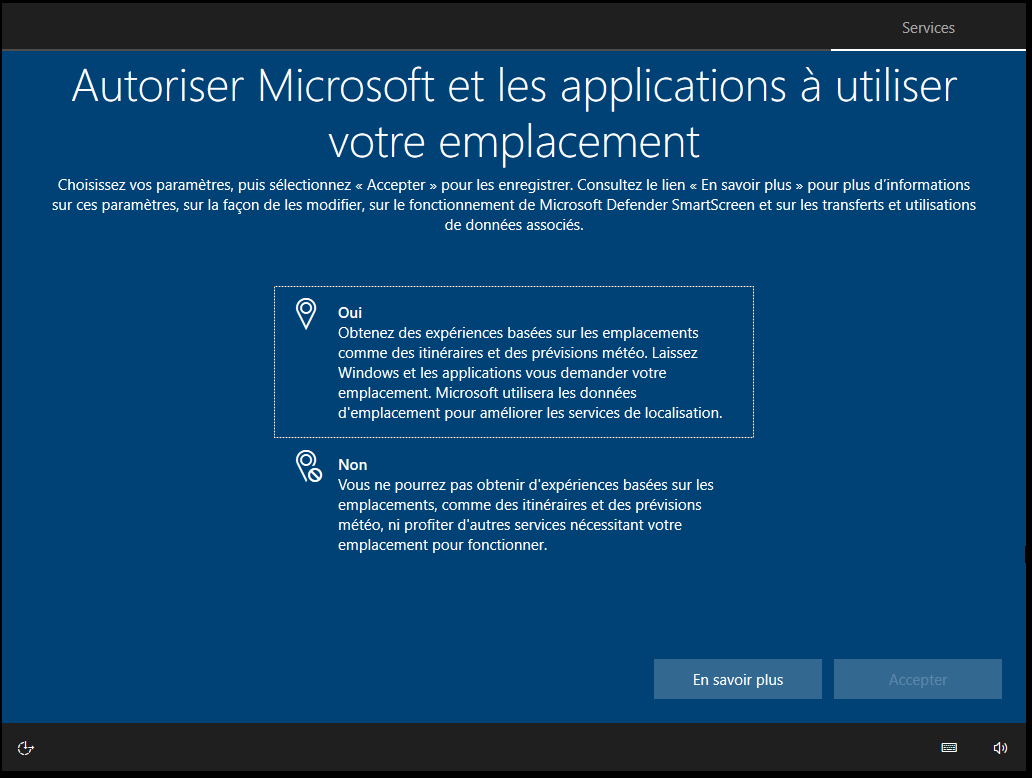 Services
Autoriser Microsoft et les applications à utiliser
votre emplacement
Choisissez vos paramètres, puis sélectionnez « Accepter » pour les enregistrer. Consultez le lien « En savoir plus » pour plus d'informations
sur ces paramètres, sur la façon de les modifier, sur le fonctionnement de Microsoft Defender SmartScreen et sur les transferts et utilisations
de données associés.
Oui
Obtenez des expériences basées sur les emplacements
comme des itinéraires et des prévisions météo. Laissez
Windows et les applications vous demander votre
emplacement. Microsoft utilisera les données
d'emplacement pour améliorer les services de localisation.
Non
Vous ne pourrez pas obtenir d'expériences basées sur les
emplacements, comme des itinéraires et des prévisions
météo, ni profiter d'autres services nécessitant votre
emplacement pour fonctionner.
En savoir plus
Accepter